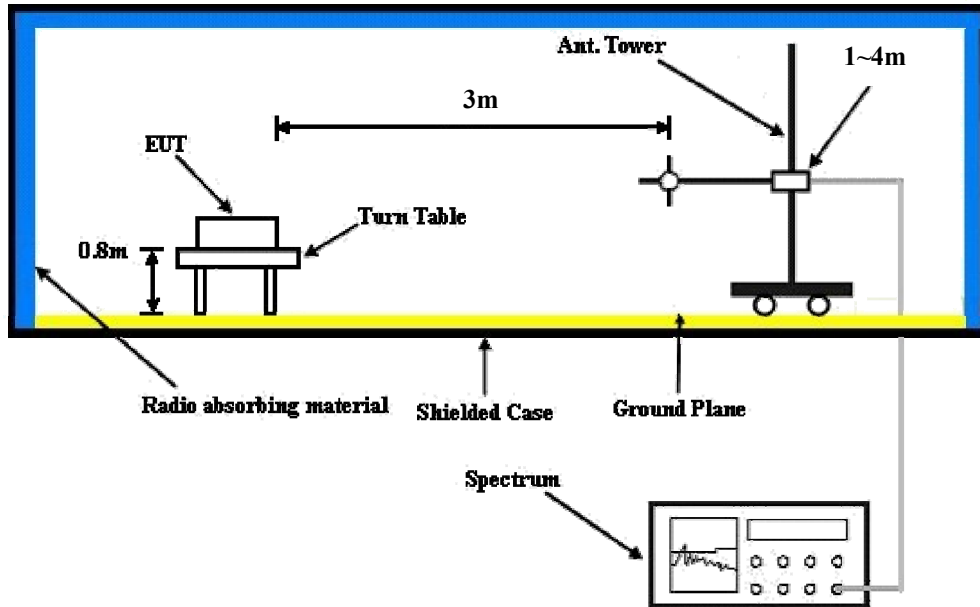 Ant. Tower
1~4m
3m
EUT
Turn Table
0.8m
Radio absorbing material
Shielded Case
Ground Plane
Spectrum